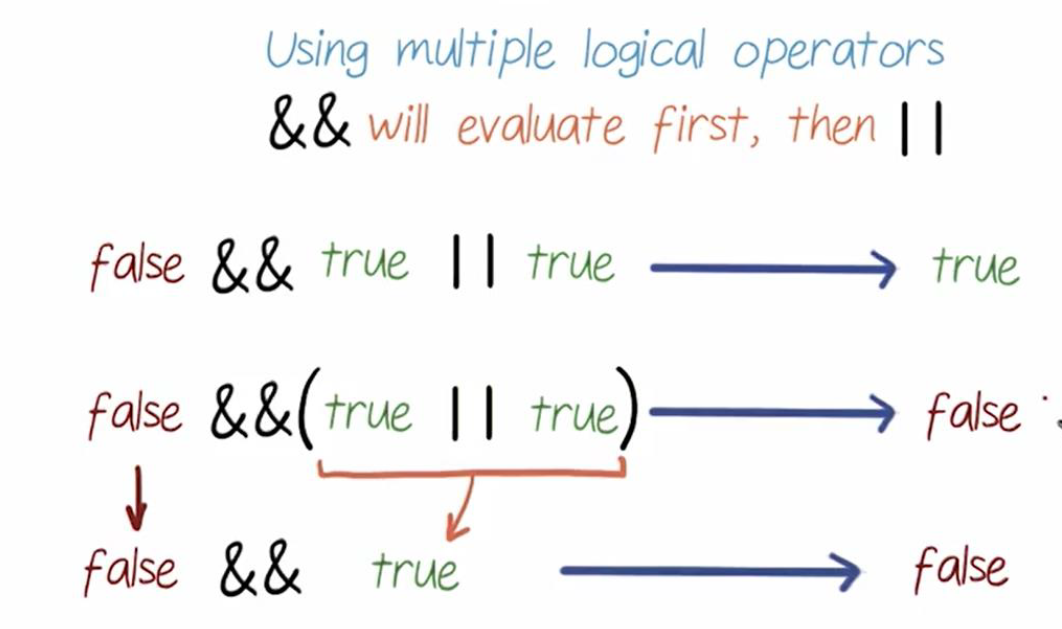 Using multiple logical operators
&& will evaluate first, then ||
false && true || true true
false &&(true || true) false
false && true false